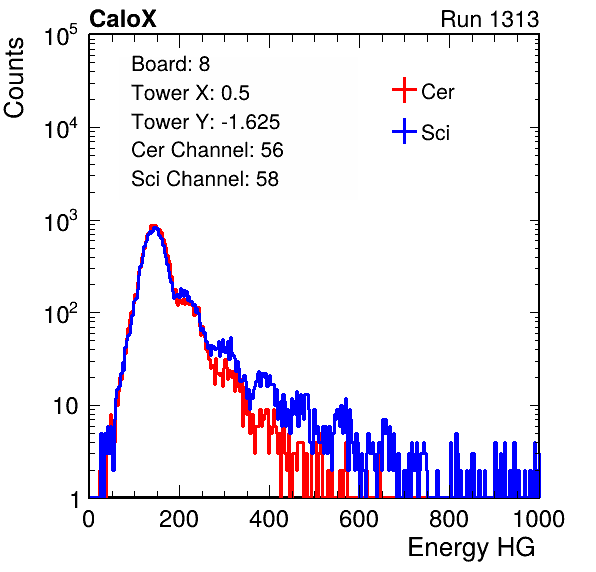 CaloX Run 1313
Counts
10^5
10^4
10^3
10^2
10
1
Board: 8
Tower X: 0.5
Tower Y: -1.625
Cer Channel: 56
Sci Channel: 58
Cer
Sci
0 200 400 600 800 1000
Energy HG